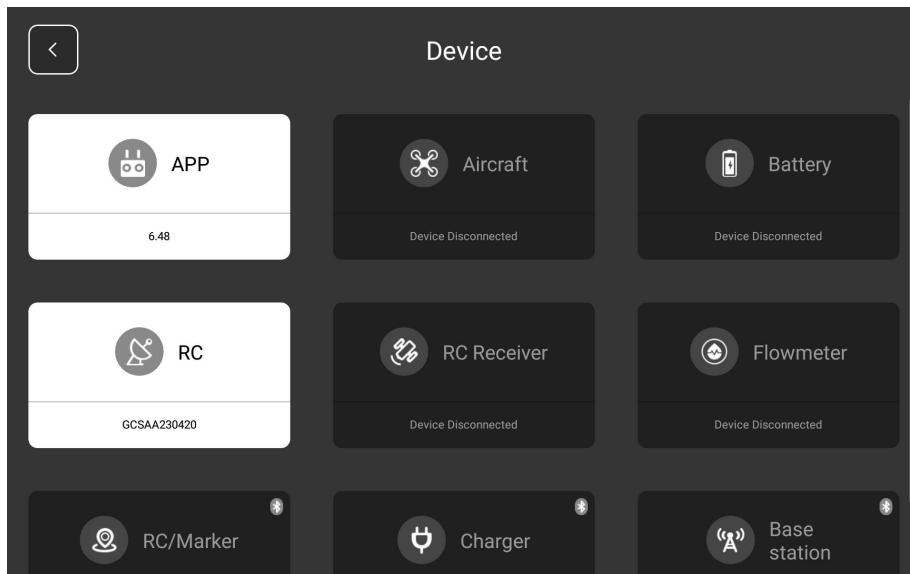 Device
APP
Aircraft
Battery
6.48
Device Disconnected
Device Disconnected
RC
RC Receiver
Flowmeter
GCSAA230420
Device Disconnected
Device Disconnected
RC/Marker
Charger
Base
station